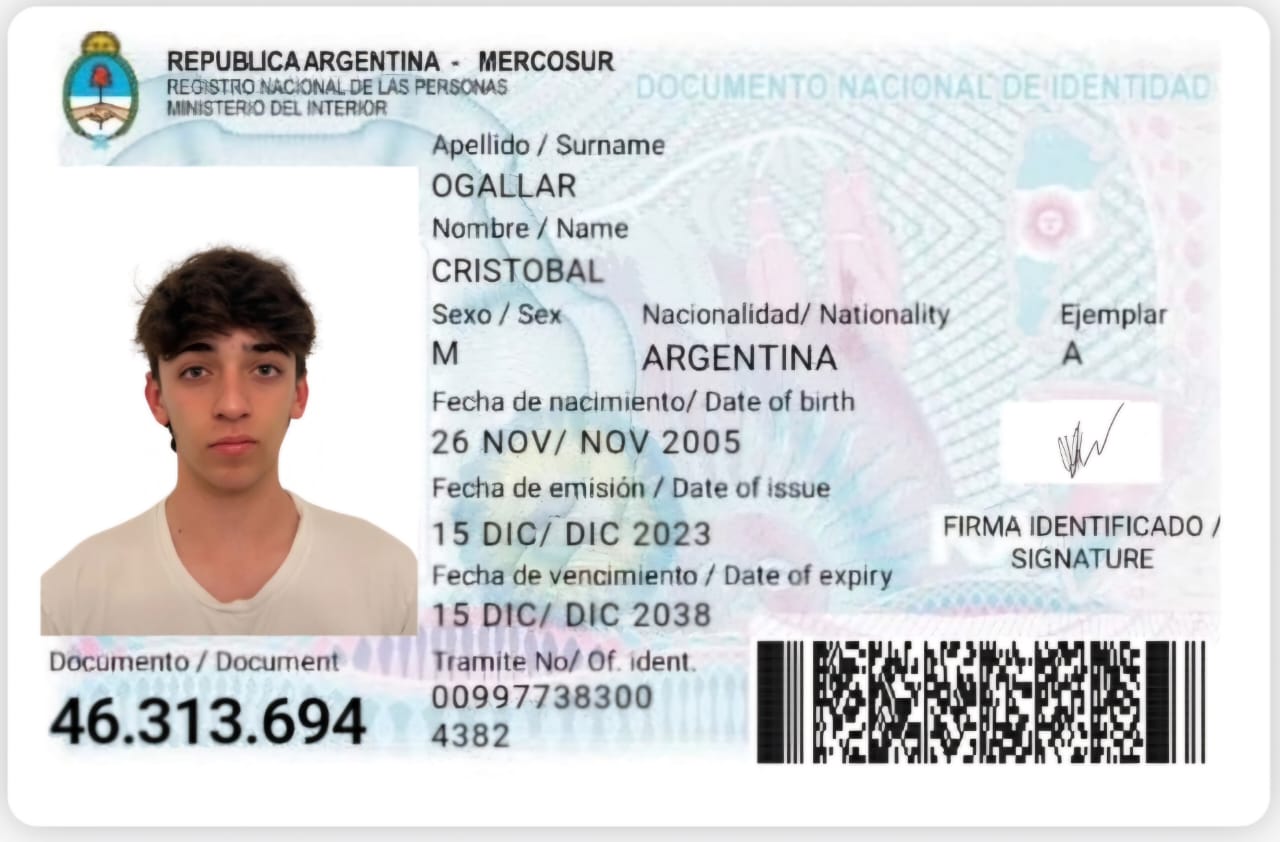 REPUBLICA ARGENTINA - MERCOSUR
REGISTRO NACIONAL DE LAS PERSONAS
MINISTERIO DEL INTERIOR
DOCUMENTO NACIONAL DE IDENTIDAD
Apellido / Surname
OGALLAR
Nombre / Name
CRISTOBAL
Sexo / Sex Nacionalidad/ Nationality Ejemplar
M ARGENTINA A
Fecha de nacimiento/ Date of birth
26 NOV/ NOV 2005
Fecha de emisión / Date of issue
15 DIC/ DIC 2023
Fecha de vencimiento / Date of expiry
15 DIC/ DIC 2038
FIRMA IDENTIFICADO /
SIGNATURE
Documento / Document
46.313.694
Tramite No/ Of. ident.
00997738300
4382